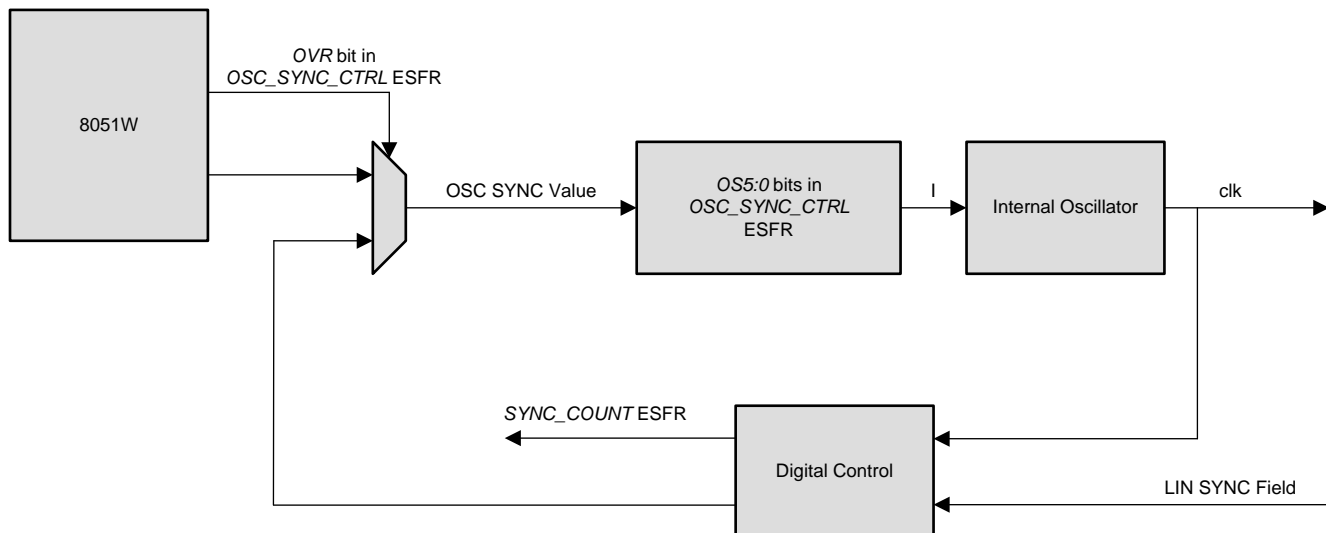 OVR bit in
OSC_SYNC_CTRL ESFR
8051W
OSC SYNC Value
OS5:0 bits in
OSC_SYNC_CTRL
ESFR
I
Internal Oscillator
clk
SYNC_COUNT ESFR
Digital Control
LIN SYNC Field